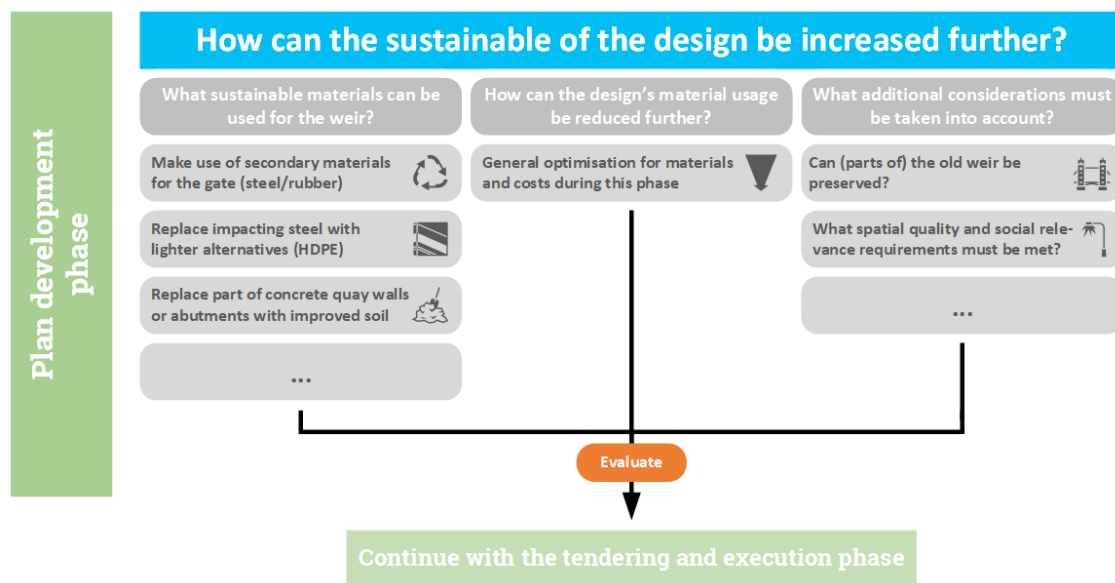 How can the sustainable of the design be increased further?
Plan development
phase
What sustainable materials can be
used for the weir?
Make use of secondary materials
for the gate (steel/rubber)
Replace impacting steel with
lighter alternatives (HDPE)
Replace part of concrete quay walls
or abutments with improved soil
...
How can the design's material usage
be reduced further?
General optimisation for materials
and costs during this phase
What additional considerations must
be taken into account?
Can (parts of) the old weir be
preserved?
What spatial quality and social rele-
vance requirements must be met?
...
Evaluate
Continue with the tendering and execution phase